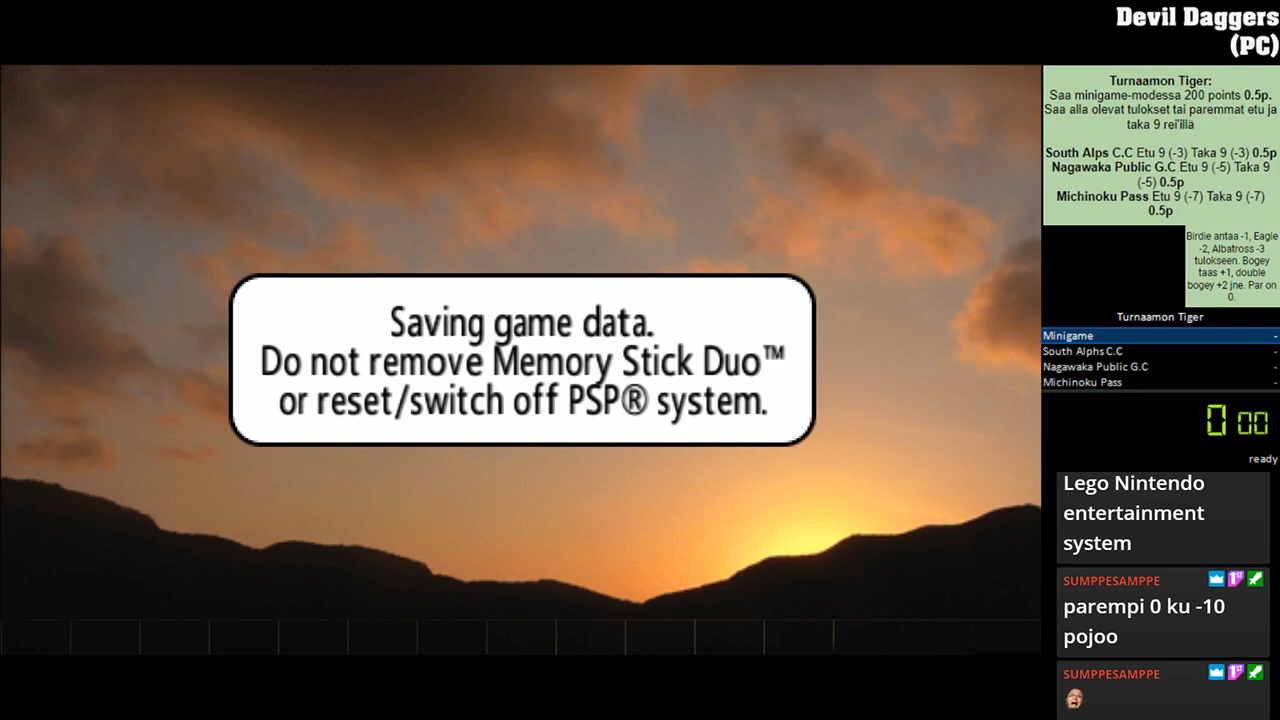 Devil Daggers
(PC)
Turnaamon Tiger:
Saa minigame-modessa 200 points 0.5p.
Saa alla olevat tulokset tai paremmat etu ja
taka 9 rei'illä
South Alps C.C Etu 9 (-3) Taka 9 (-3) 0.5p
Nagawaka Public G.C Etu 9 (-5) Taka 9
(-5) 0.5p
Michinoku Pass Etu 9 (-7) Taka 9 (-7)
0.5p
Birdie antaa -1, Eagle
-2, Albatross -3
tulokseen. Bogey
taas +1, double
bogey +2 jne. Par on
0.
Saving game data.
Do not remove Memory Stick Duo™
or reset/switch off PSP® system.
Turnaamon Tiger
Minigame -
South Alphs C.C -
Nagawaka Public G.C -
Michinoku Pass -
0 00
ready
Lego Nintendo
entertainment
system
SUMPPESAMPPE
parempi 0 ku -10
pojoo
SUMPPESAMPPE